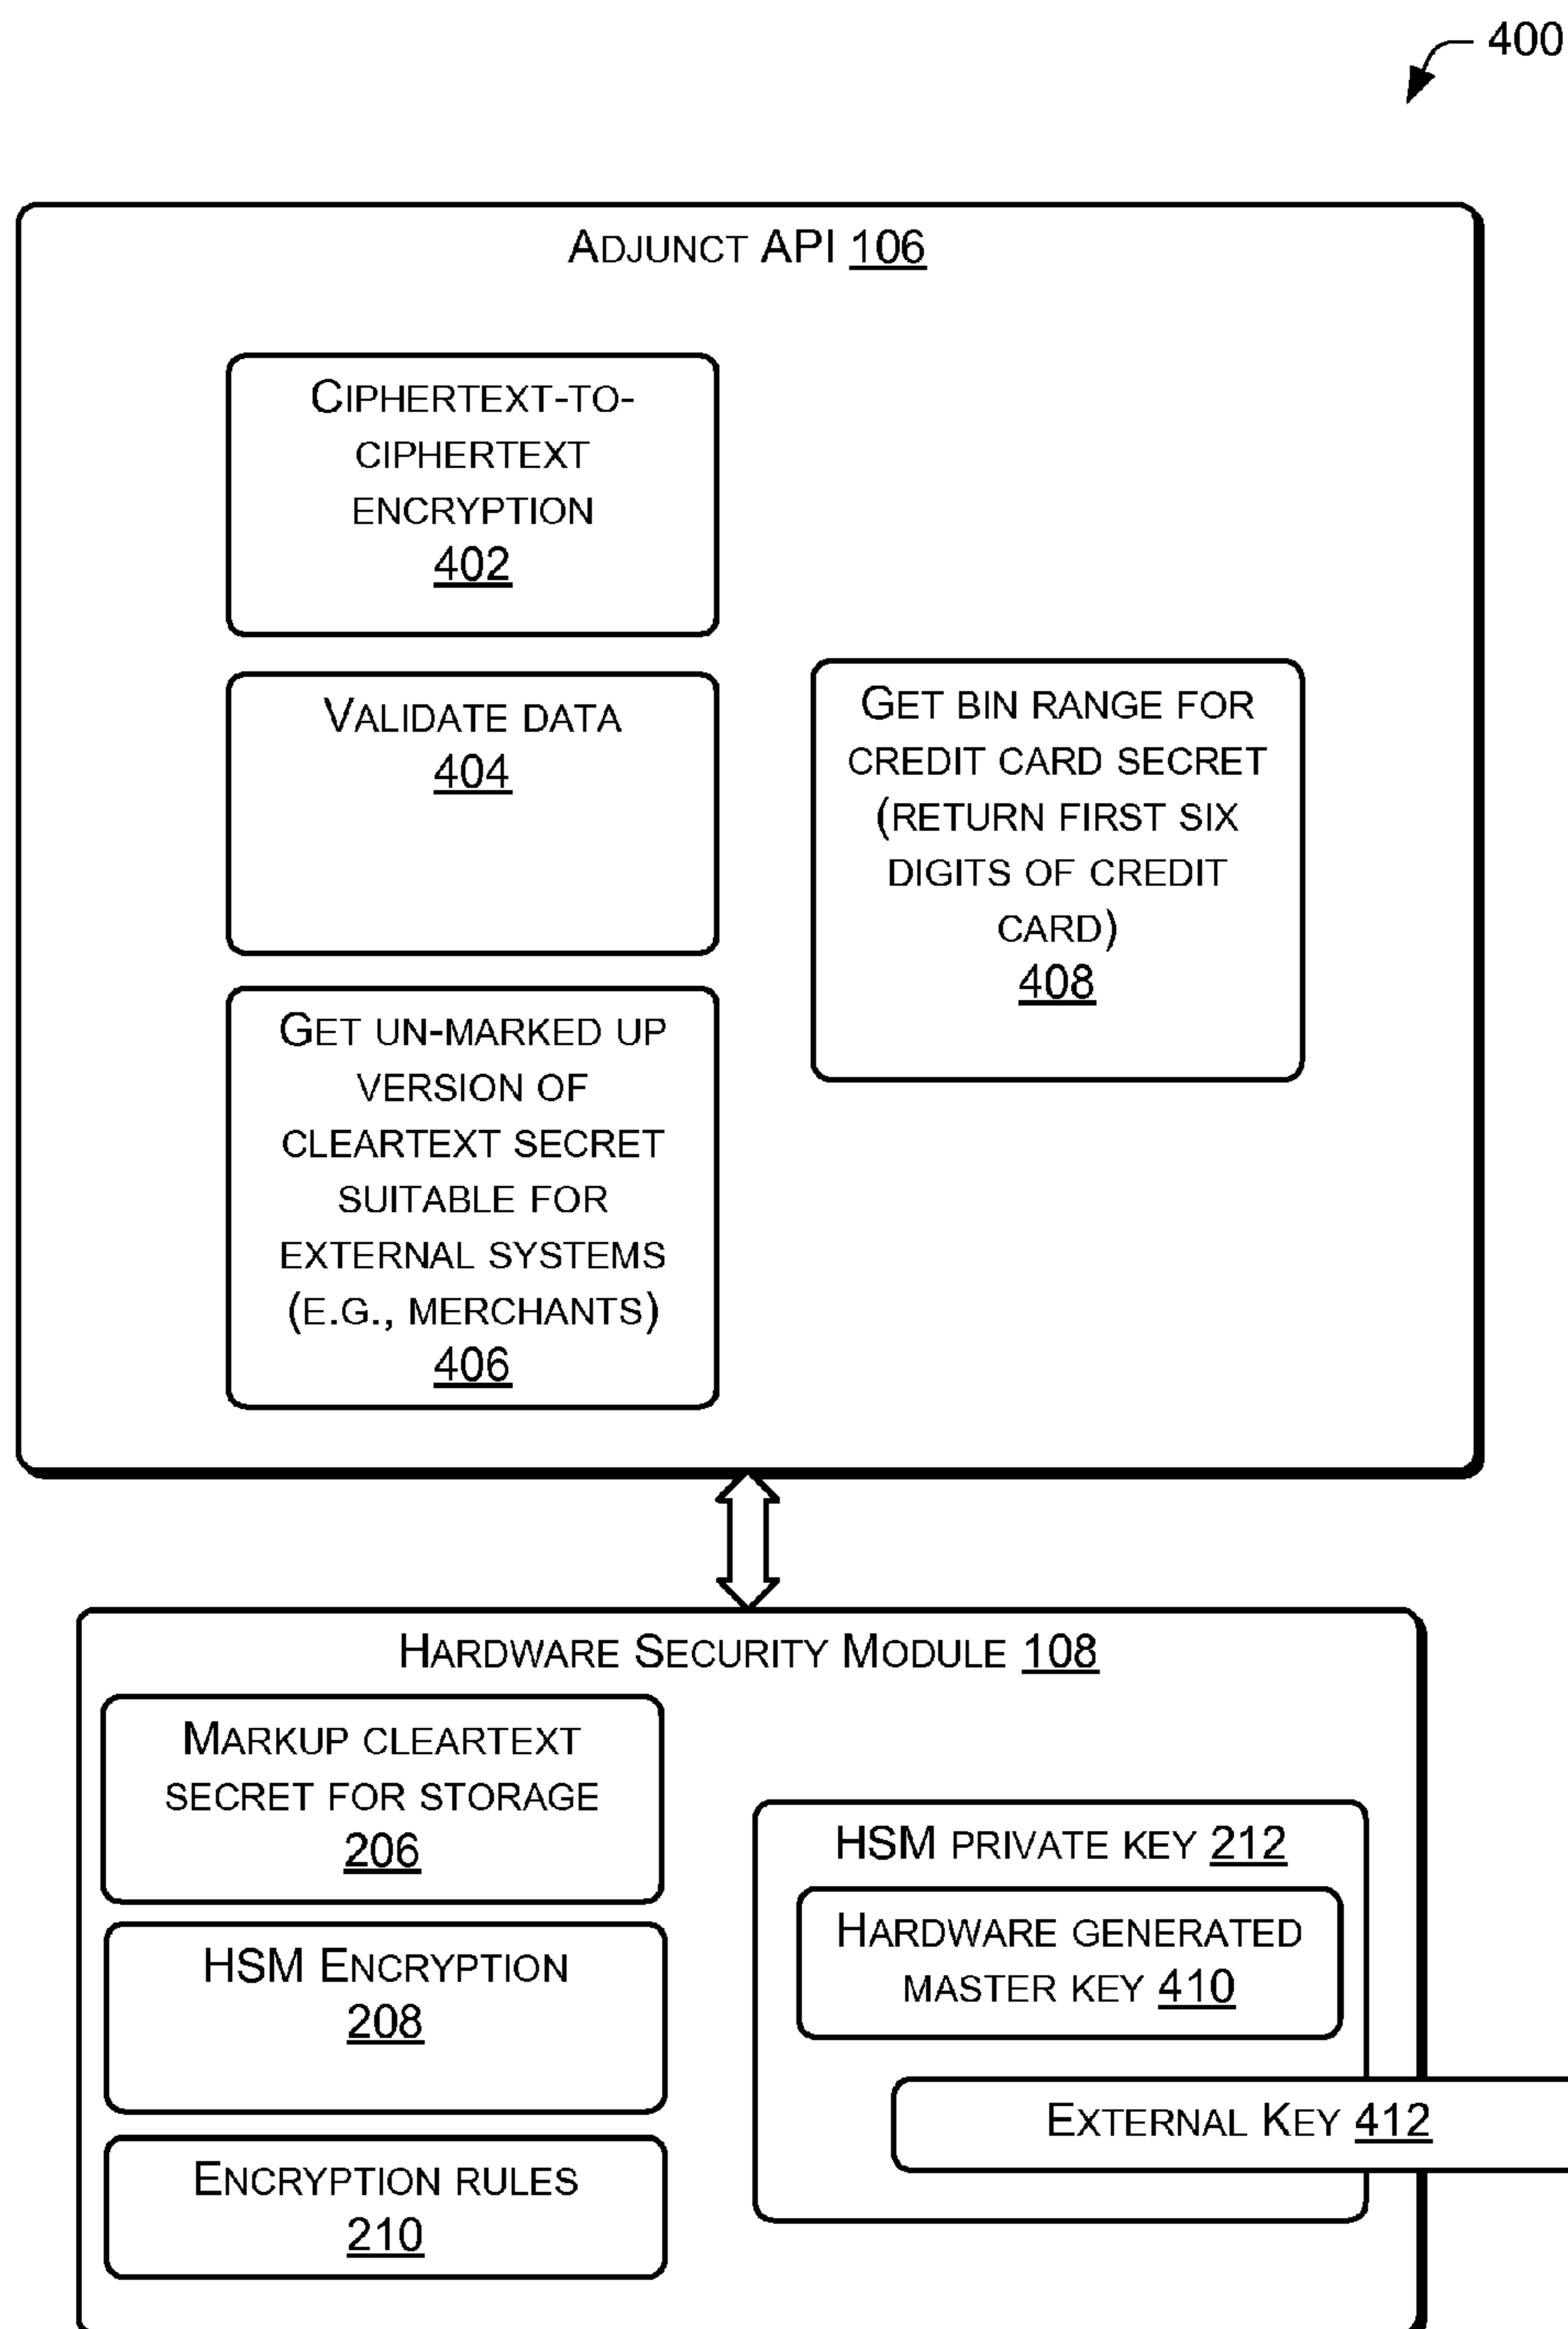 400
ADJUNCT API 106
CIPHERTEXT-TO-
CIPHERTEXT
ENCRYPTION
402
VALIDATE DATA
404
GET UN-MARKED UP
VERSION OF
CLEARTEXT SECRET
SUITABLE FOR
EXTERNAL SYSTEMS
(E.G., MERCHANTS)
406
GET BIN RANGE FOR
CREDIT CARD SECRET
(RETURN FIRST SIX
DIGITS OF CREDIT
CARD)
408
HARDWARE SECURITY MODULE 108
MARKUP CLEARTEXT
SECRET FOR STORAGE
206
HSM ENCRYPTION
208
ENCRYPTION RULES
210
HSM PRIVATE KEY 212
HARDWARE GENERATED
MASTER KEY 410
EXTERNAL KEY 412